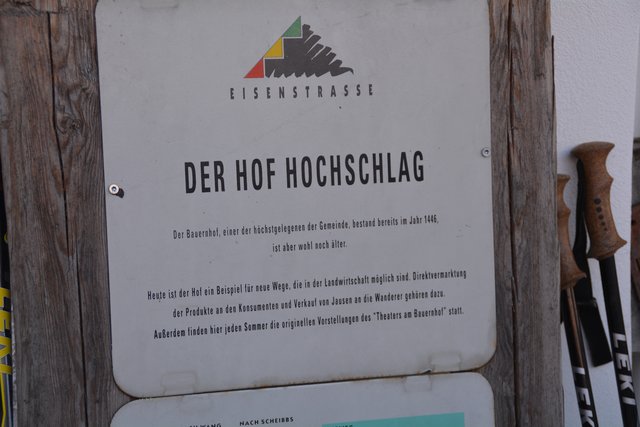 EISENSTRASSE
DER HOF HOCHSCHLAG
Der Bauernhof, einer der höchstgelegenen der Gemeinde, bestand bereits im Jahr 1446,
ist aber wohl noch älter.
Heute ist der Hof ein Beispiel für neue Wege, die in der Landwirtschaft möglich sind. Direktvermarktung
der Produkte an den Konsumenten und Verkauf von Jausen an die Wanderer gehören dazu.
Außerdem finden hier jeden Sommer die originellen Vorstellungen des "Theaters am Bauernhof" statt.
NACH SCHEIBBS
LEKI
LEKI